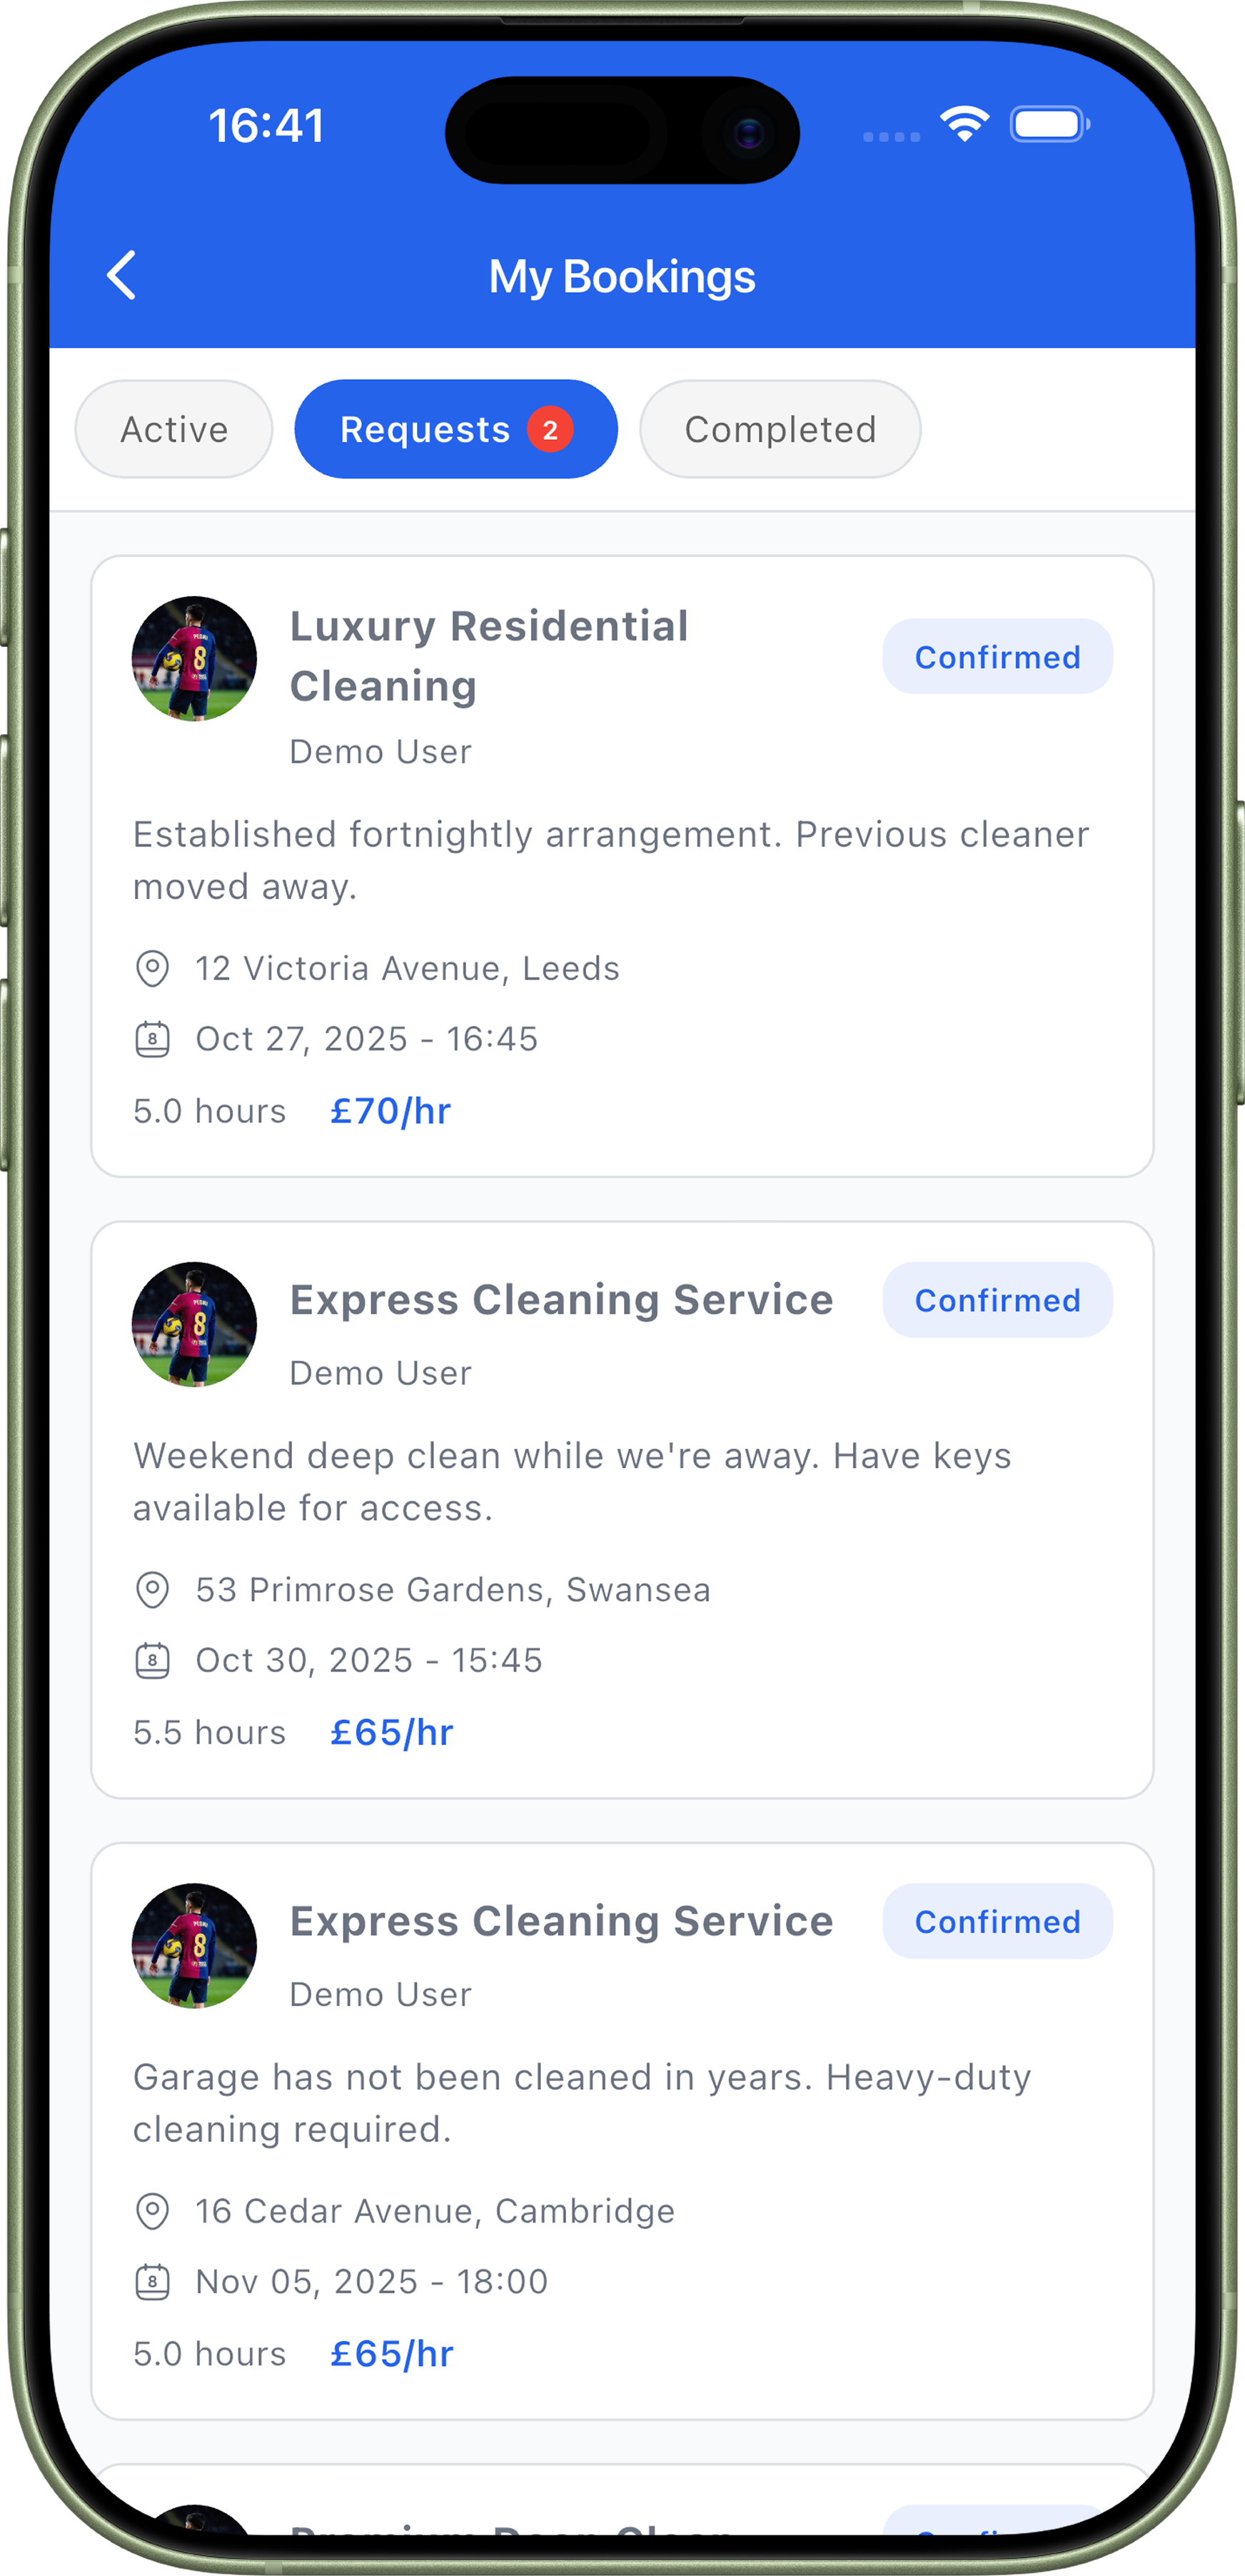 16:41
My Bookings
Active
Requests 2
Completed
Luxury Residential
Cleaning
Confirmed
Demo User
Established fortnightly arrangement. Previous cleaner
moved away.
12 Victoria Avenue, Leeds
8 Oct 27, 2025 - 16:45
5.0 hours £70/hr
Express Cleaning Service
Confirmed
Demo User
Weekend deep clean while we're away. Have keys
available for access.
53 Primrose Gardens, Swansea
8 Oct 30, 2025 - 15:45
5.5 hours £65/hr
Express Cleaning Service
Confirmed
Demo User
Garage has not been cleaned in years. Heavy-duty
cleaning required.
16 Cedar Avenue, Cambridge
8 Nov 05, 2025 - 18:00
5.0 hours £65/hr